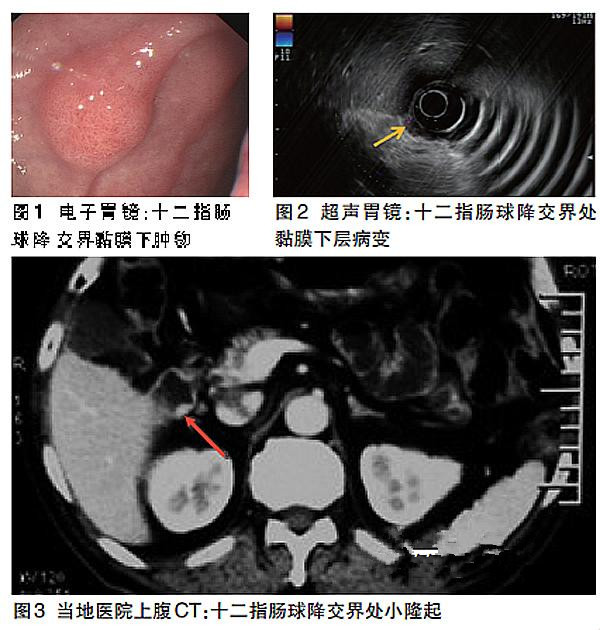 图1 电子胃镜:十二指肠
球降交界黏膜下肿物
图2 超声胃镜:十二指肠球降交界处
黏膜下层病变
R
图3 当地医院上腹CT:十二指肠球降交界处小隆起